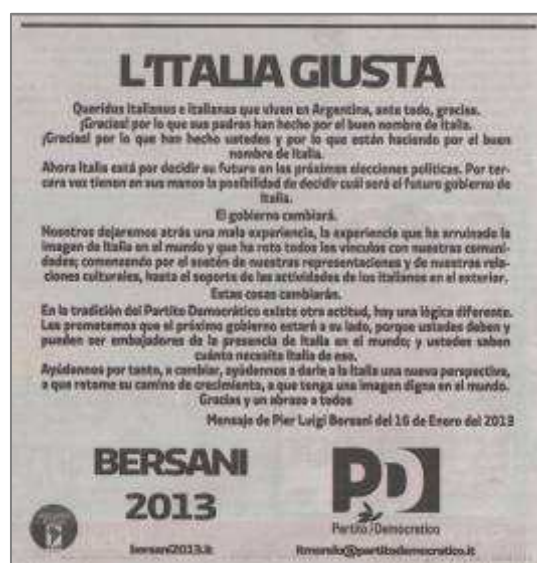 L'ITALIA GIUSTA
Queridos italianos e italianas que viven en Argentina, ante todo, gracias.
¡Gracias! por lo que sus padres han hecho por el buen nombre de Italia.
¡Gracias! por lo que han hecho ustedes y por lo que están haciendo por el buen
nombre de Italia.
Ahora Italia está por decidir su futuro en las próximas elecciones políticas. Por ter-
cera vez tienen en sus manos la posibilidad de decidir cuál será el futuro gobierno de
Italia.
El gobierno cambiará.
Nosotros dejaremos atrás una mala experiencia, la experiencia que ha arruinado la
imagen de Italia en el mundo y que ha roto todos los vínculos con nuestras comuni-
dades; comenzando por el sostén de nuestras representaciones y de nuestras rela-
ciones culturales, hasta el soporte de las actividades de los italianos en el exterior.
Estas cosas cambiarán.
En la tradición del Partito Democrático existe otra actitud, hay una lógica diferente.
Les prometemos que el próximo gobierno estará a su lado, porque ustedes deben y
pueden ser embajadores de la presencia de Italia en el mundo; y ustedes saben
cuánto necesita Italia de eso.
Ayúdennos por tanto, a cambiar, ayúdennos a darle a la Italia una nueva perspectiva,
a que retome su camino de crecimiento, a que tenga una imagen digna en el mundo.
Gracias y un abrazo a todos
Mensaje de Pier Luigi Bersani del 16 de Enero del 2013
BERSANI
2013
bersani2013.it
PD
Partito Democratico
itmondo@partitodemocratico.it